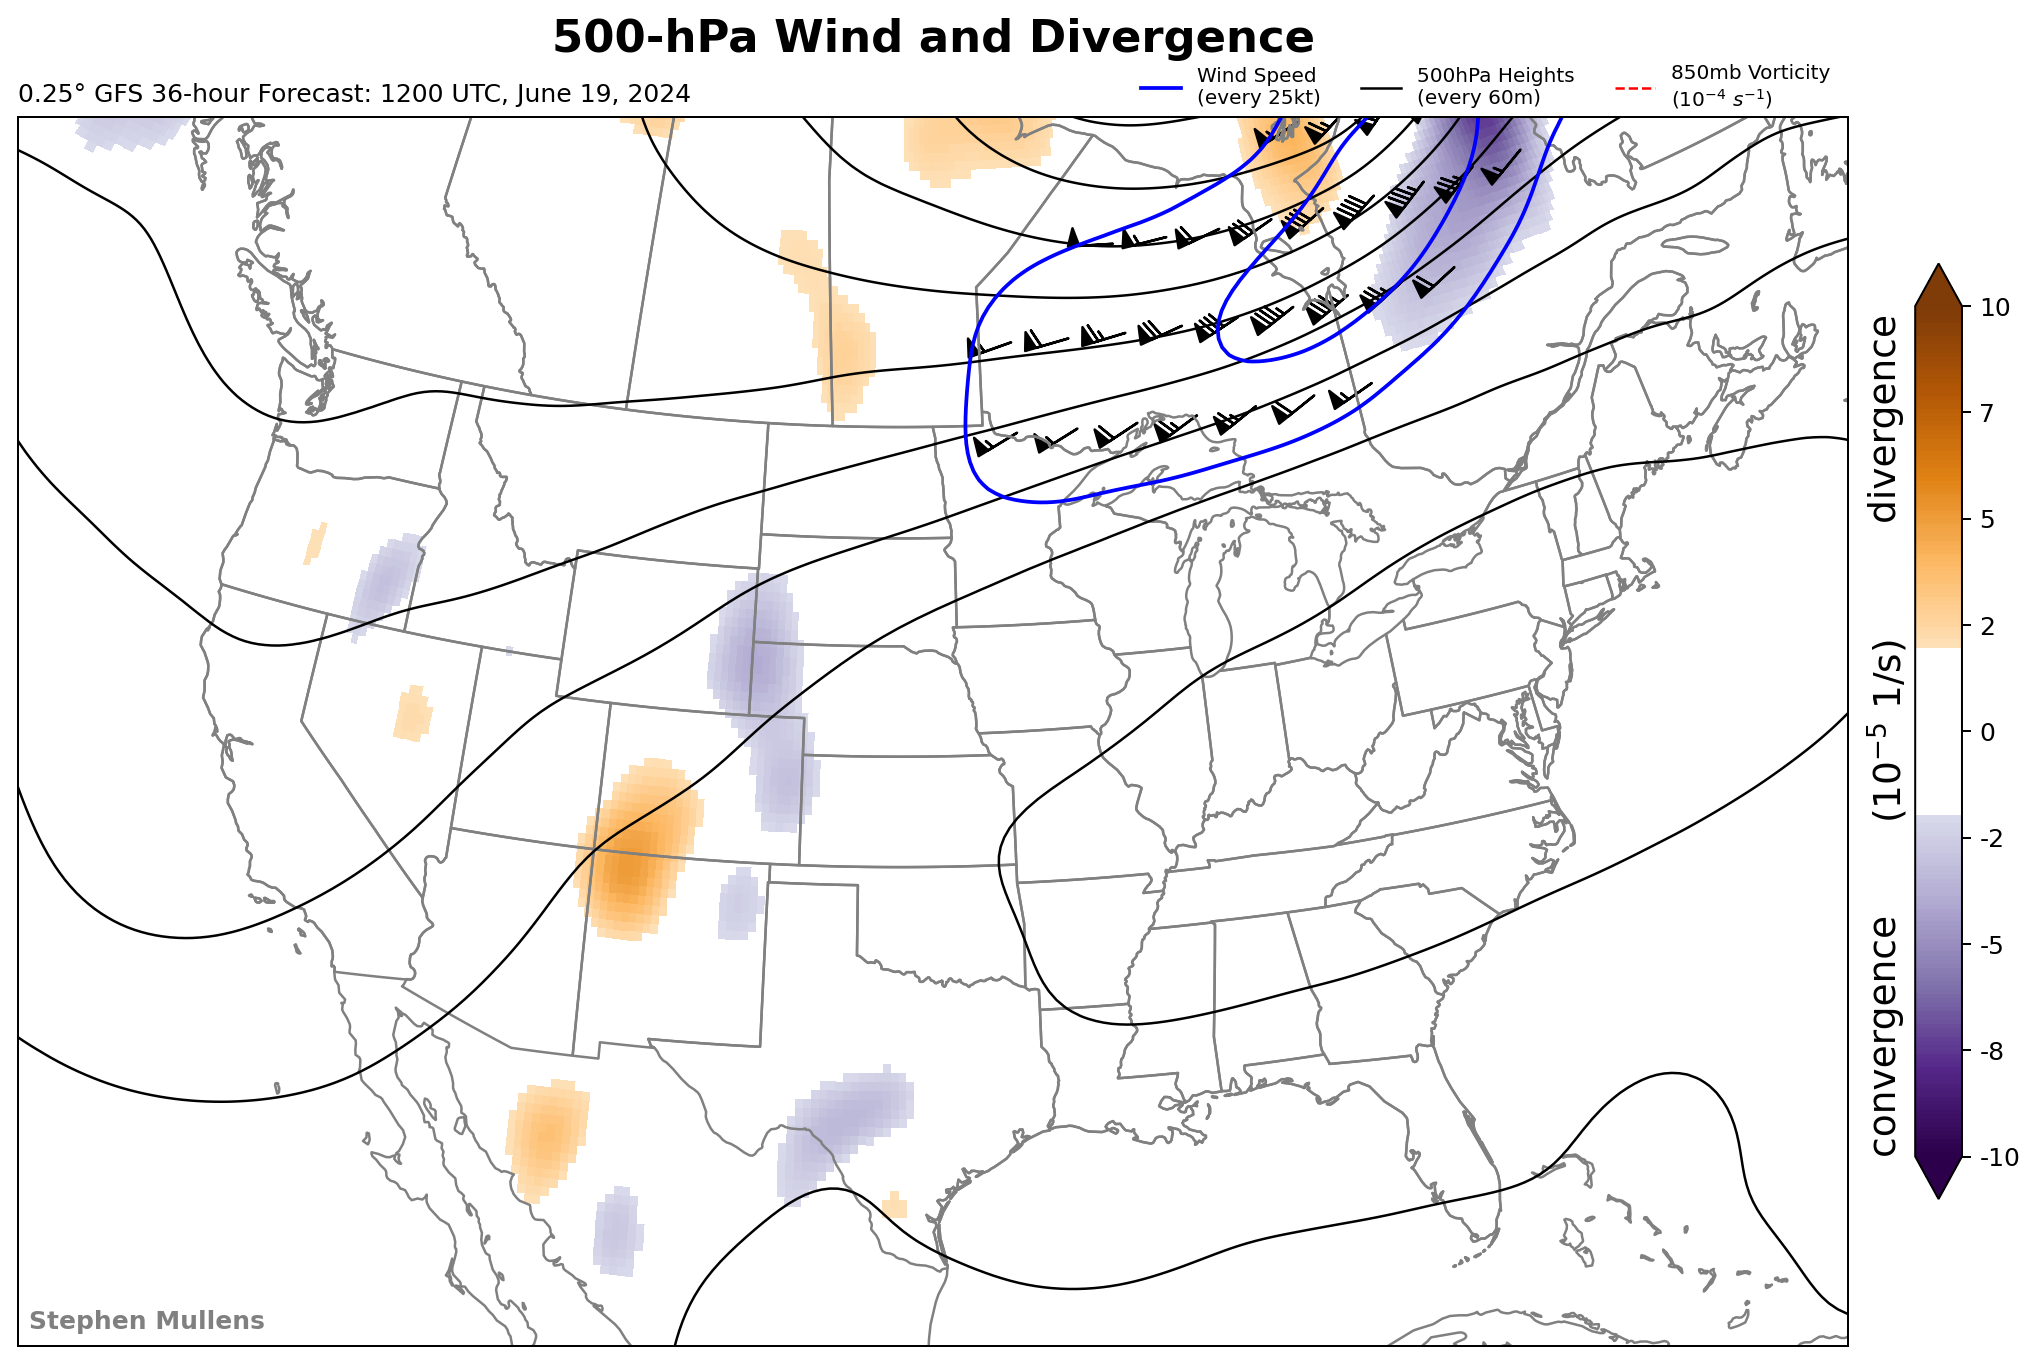 500-hPa Wind and Divergence
0.25° GFS 36-hour Forecast: 1200 UTC, June 19, 2024
Wind Speed
(every 25kt)
500hPa Heights
(every 60m)
850mb Vorticity
(10⁻⁴ s⁻¹)
10
7
5
2
0
-2
-5
-8
-10
divergence
(10⁻⁵ 1/s)
convergence
Stephen Mullens